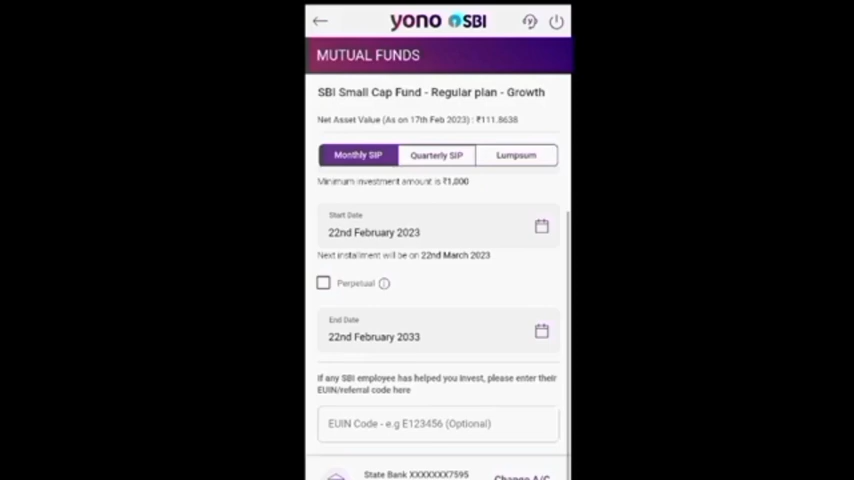 yono SBI
MUTUAL FUNDS
SBI Small Cap Fund - Regular plan - Growth
Net Asset Value (As on 17th Feb 2023) : ₹111.8638
Monthly SIP Quarterly SIP Lumpsum
Minimum investment amount is ₹1,000
Start Date
22nd February 2023
Next installment will be on 22nd March 2023
Perpetual
End Date
22nd February 2033
If any SBI employee has helped you invest, please enter their
EUIN/referral code here
EUIN Code - e.g E123456 (Optional)
State Bank XXXXXXX7595
Change A/C